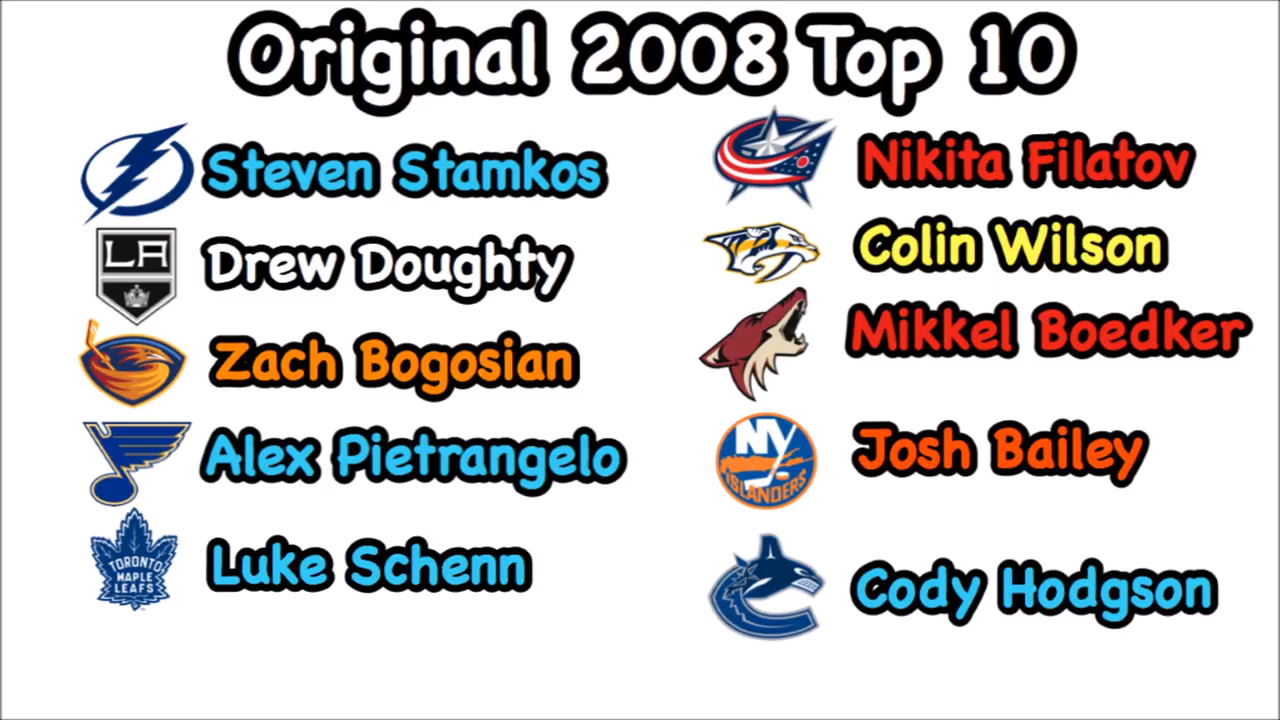 Original 2008 Top 10
Steven Stamkos
LA
Drew Doughty
Zach Bogosian
Alex Pietrangelo
TORONTO
MAPLE
LEAFS
Luke Schenn
Nikita Filatov
Colin Wilson
Mikkel Boedker
NY
ISLANDERS
Josh Bailey
Cody Hodgson